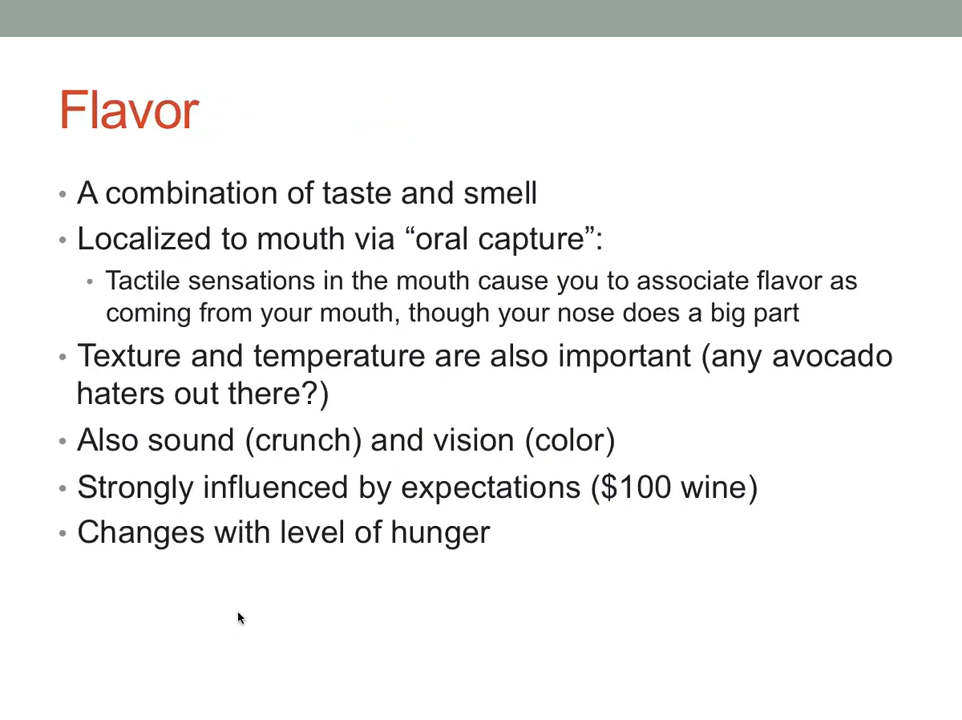 Flavor
• A combination of taste and smell
• Localized to mouth via “oral capture”:
• Tactile sensations in the mouth cause you to associate flavor as
coming from your mouth, though your nose does a big part
• Texture and temperature are also important (any avocado
haters out there?)
• Also sound (crunch) and vision (color)
• Strongly influenced by expectations ($100 wine)
• Changes with level of hunger